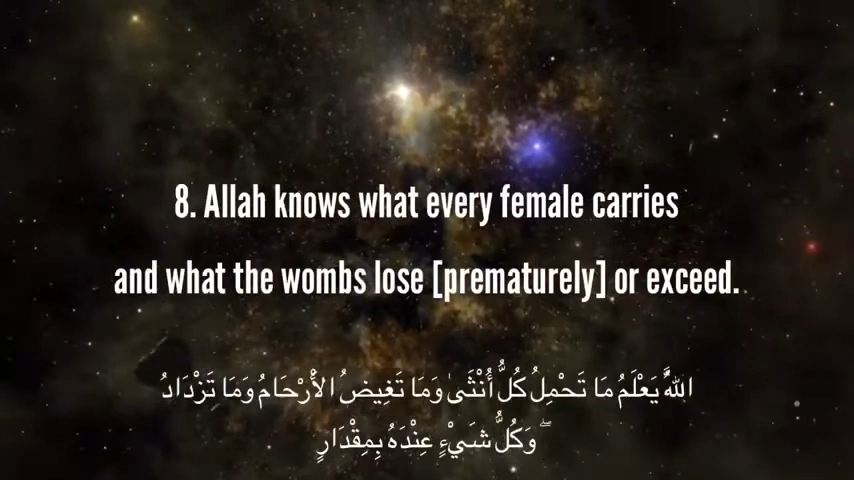 8. Allah knows what every female carries
and what the wombs lose [prematurely] or exceed.
اللَّهُ يَعْلَمُ مَا تَحْمِلُ كُلُّ أُنْثَىٰ وَمَا تَغِيضُ الْأَرْحَامُ وَمَا تَزْدَادُ
ۖ وَكُلُّ شَيْءٍ عِنْدَهُ بِمِقْدَارٍ